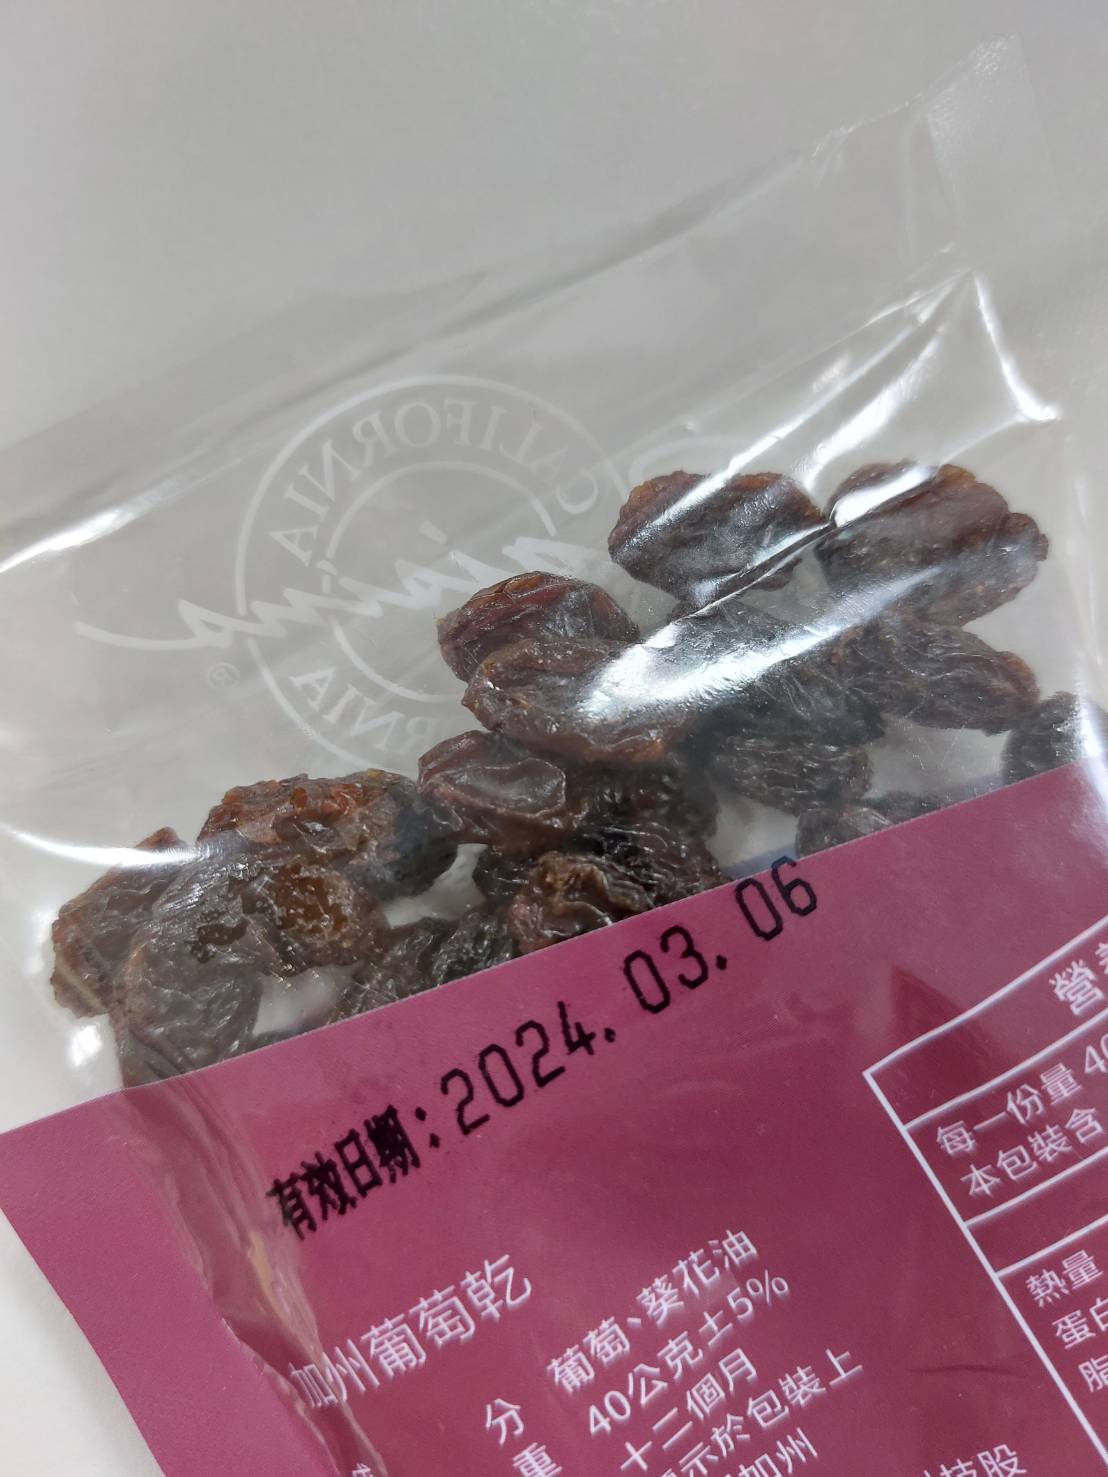 CALIFORNIA
CALIFORNIA
®
有效日期:2024.03.06
加州葡萄乾
分 葡萄、葵花油
重 40公克±5%
十二個月
示於包裝上
加州
技股
營
每一份量 40
本包裝含
熱量
蛋白
脂